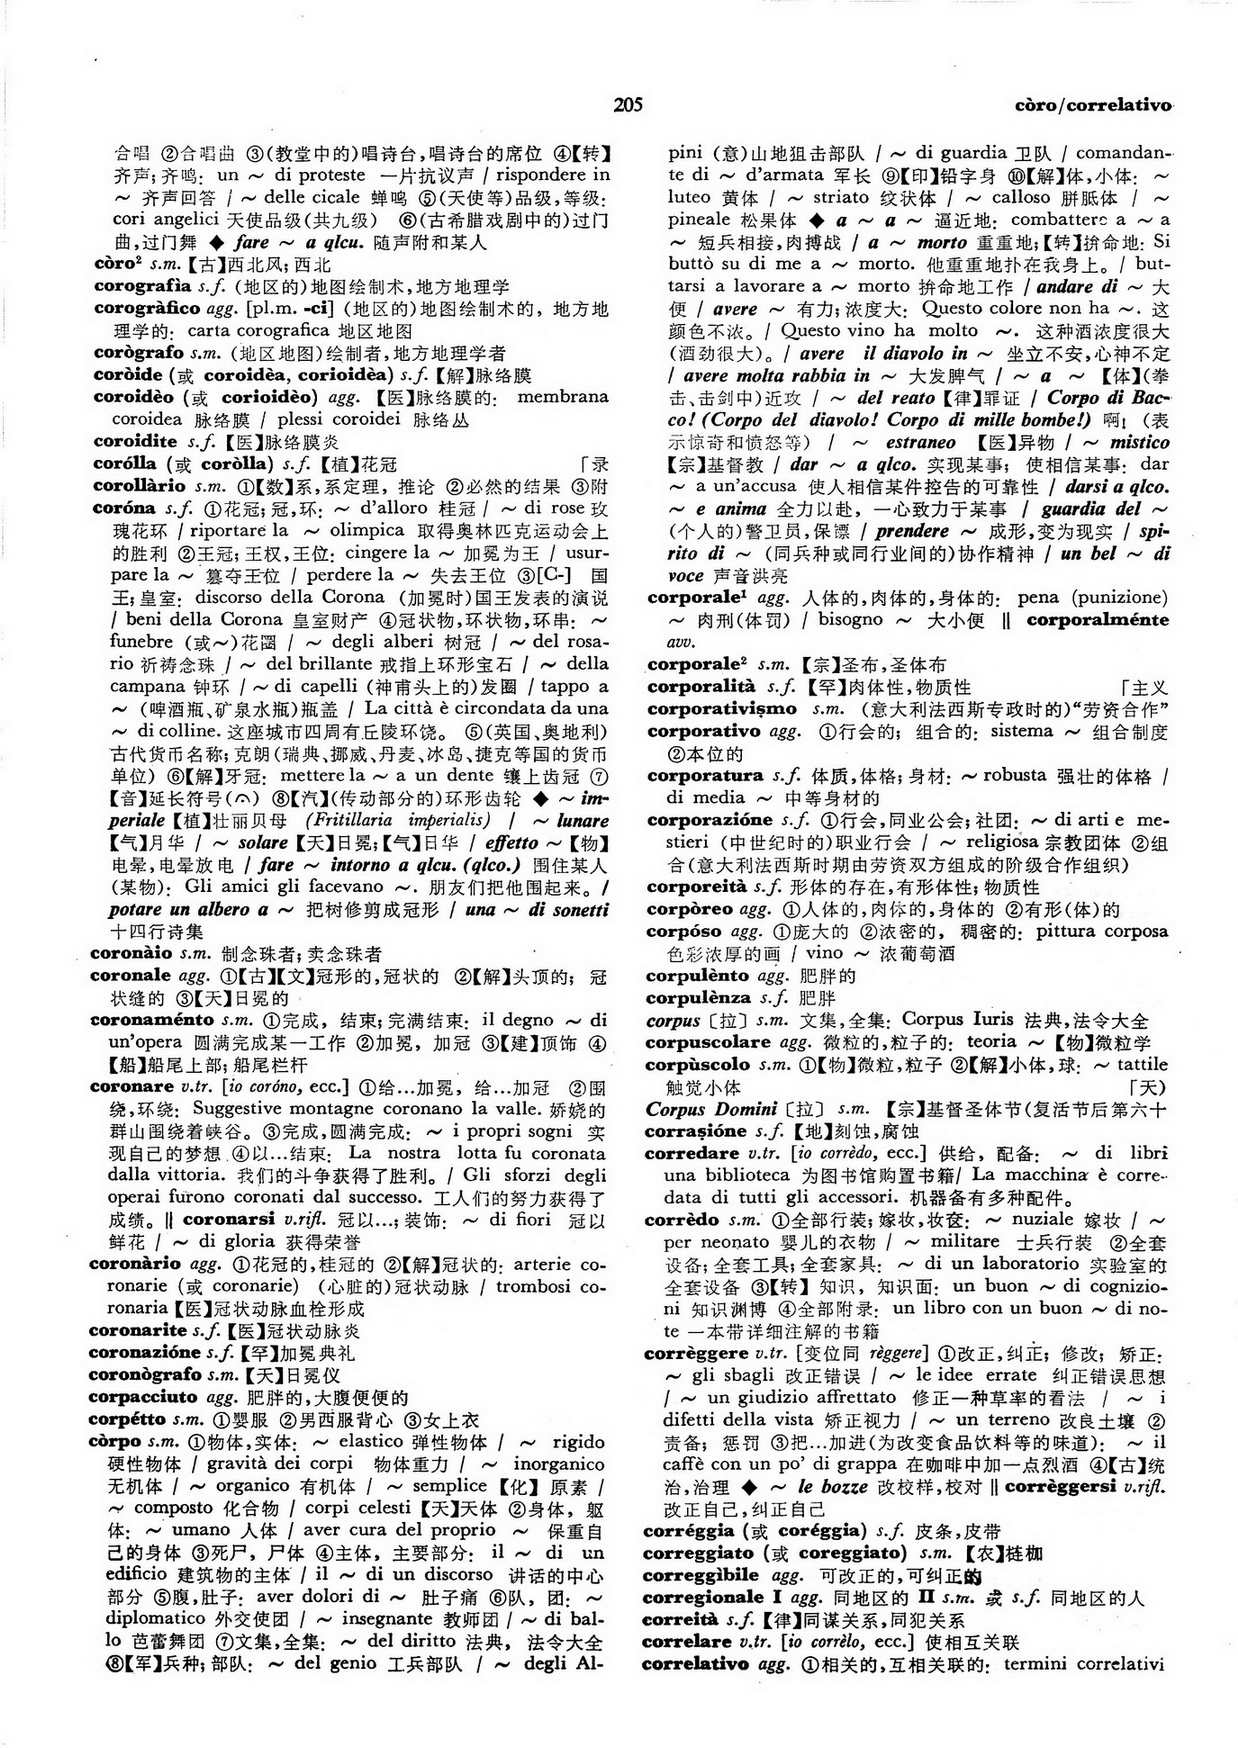 205
còro/correlativo
合唱 ②合唱曲 ③(教堂中的)唱诗台,唱诗台的席位 ④【转】
齐声;齐鸣: un ~ di proteste 一片抗议声 / rispondere in
~ 齐声回答 / ~ delle cicale 蝉鸣 ⑤(天使等)品级,等级:
cori angelici 天使品级(共九级) ⑥(古希腊戏剧中的)过门
曲,过门舞 ◆ fare ~ a qlcu. 随声附和某人
còro² s.m. 【古】西北风;西北
corografìa s.f. (地区的)地图绘制术,地方地理学
corogràfico agg. [pl.m. -ci] (地区的)地图绘制术的, 地方地
理学的: carta corografica 地区地图
corògrafo s.m. (地区地图)绘制者,地方地理学者
coròide (或 coroidèa, corioidèa) s.f. 【解】脉络膜
coroidèo (或 corioidèo) agg. 【医】脉络膜的: membrana
coroidea 脉络膜 / plessi coroidei 脉络丛
coroidite s.f. 【医】脉络膜炎
corólla (或 coròlla) s.f. 【植】花冠 「录
corollàrio s.m. ①【数】系,系定理, 推论 ②必然的结果 ③附
coróna s.f. ①花冠;冠,环: ~ d'alloro 桂冠 / ~ di rose 玫
瑰花环 / riportare la ~ olimpica 取得奥林匹克运动会上
的胜利 ②王冠;王权,王位: cingere la ~ 加冕为王 / usur-
pare la ~ 篡夺王位 / perdere la ~ 失去王位 ③[C-] 国
王;皇室: discorso della Corona (加冕时)国王发表的演说
/ beni della Corona 皇室财产 ④冠状物,环状物,环串: ~
funebre (或~)花圈 / ~ degli alberi 树冠 / ~ del rosa-
rio 祈祷念珠 / ~ del brillante 戒指上环形宝石 / ~ della
campana 钟环 / ~ di capelli (神甫头上的)发圈 / tappo a
~ (啤酒瓶、矿泉水瓶)瓶盖 / La città è circondata da una
~ di colline. 这座城市四周有丘陵环饶。 ⑤(英国、奥地利)
古代货币名称;克朗(瑞典、挪威、丹麦、冰岛、捷克等国的货币
单位) ⑥【解】牙冠: mettere la ~ a un dente 镶上齿冠 ⑦
【音】延长符号(𝄐) ⑧【汽】(传动部分的)环形齿轮 ◆ ~ im-
periale 【植】壮丽贝母 (Fritillaria imperialis) / ~ lunare
【气】月华 / ~ solare 【天】日冕;【气】日华 / effetto ~ 【物】
电晕,电晕放电 / fare ~ intorno a qlcu. (qlco.) 围住某人
(某物): Gli amici gli facevano ~. 朋友们把他围起来。 /
potare un albero a ~ 把树修剪成冠形 / una ~ di sonetti
十四行诗集
coronàio s.m. 制念珠者;卖念珠者
coronale agg. ①【古】【文】冠形的,冠状的 ②【解】头顶的; 冠
状缝的 ③【天】日冕的
coronaménto s.m. ①完成, 结束;完满结束: il degno ~ di
un'opera 圆满完成某一工作 ②加冕, 加冠 ③【建】顶饰 ④
【船】船尾上部;船尾栏杆
coronare v.tr. [io coróno, ecc.] ①给…加冕, 给…加冠 ②围
绕,环绕: Suggestive montagne coronano la valle. 娇娆的
群山围绕着峡谷。 ③完成,圆满完成: ~ i propri sogni 实
现自己的梦想 ④以…结束: La nostra lotta fu coronata
dalla vittoria. 我们的斗争获得了胜利。 / Gli sforzi degli
operai furono coronati dal successo. 工人们的努力获得了
成绩。 ‖ coronarsi v.rifl. 冠以…;装饰: ~ di fiori 冠以
鲜花 / ~ di gloria 获得荣誉
coronàrio agg. ①花冠的,桂冠的 ②【解】冠状的: arterie co-
ronarie (或 coronarie) (心脏的)冠状动脉 / trombosi co-
ronaria 【医】冠状动脉血栓形成
coronarite s.f. 【医】冠状动脉炎
coronazióne s.f. 【罕】加冕典礼
coronògrafo s.m. 【天】日冕仪
corpacciuto agg. 肥胖的,大腹便便的
corpétto s.m. ①婴服 ②男西服背心 ③女上衣
còrpo s.m. ①物体,实体: ~ elastico 弹性物体 / ~ rigido
硬性物体 / gravità dei corpi 物体重力 / ~ inorganico
无机体 / ~ organico 有机体 / ~ semplice 【化】 原素 /
~ composto 化合物 / corpi celesti 【天】天体 ②身体, 躯
体: ~ umano 人体 / aver cura del proprio ~ 保重自
己的身体 ③死尸, 尸体 ④主体, 主要部分: il ~ di un
edificio 建筑物的主体 / il ~ di un discorso 讲话的中心
部分 ⑤腹,肚子: aver dolori di ~ 肚子痛 ⑥队, 团: ~
diplomatico 外交使团 / ~ insegnante 教师团 / ~ di bal-
lo 芭蕾舞团 ⑦文集,全集: ~ del diritto 法典, 法令大全
⑧【军】兵种;部队: ~ del genio 工兵部队 / ~ degli Al-
pini (意)山地狙击部队 / ~ di guardia 卫队 / comandan-
te di ~ d'armata 军长 ⑨【印】铅字身 ⑩【解】体,小体: ~
luteo 黄体 / ~ striato 纹状体 / ~ calloso 胼胝体 / ~
pineale 松果体 ◆ a ~ a ~ 逼近地: combattere a ~ a
~ 短兵相接,肉搏战 / a ~ morto 重重地;【转】拚命地: Si
buttò su di me a ~ morto. 他重重地扑在我身上。 / but-
tarsi a lavorare a ~ morto 拚命地工作 / andare di ~ 大
便 / avere ~ 有力;浓度大: Questo colore non ha ~. 这
颜色不浓。 / Questo vino ha molto ~. 这种酒浓度很大
(酒劲很大)。 / avere il diavolo in ~ 坐立不安,心神不定
/ avere molta rabbia in ~ 大发脾气 / ~ a ~ 【体】(拳
击、击剑中)近攻 / ~ del reato 【律】罪证 / Corpo di Bac-
co! (Corpo del diavolo! Corpo di mille bombe!) 啊! (表
示惊奇和愤怒等) / ~ estraneo 【医】异物 / ~ mistico
【宗】基督教 / dar ~ a qlco. 实现某事; 使相信某事: dar
~ a un'accusa 使人相信某件控告的可靠性 / darsi a qlco.
~ e anima 全力以赴, 一心致力于某事 / guardia del ~
(个人的)警卫员,保镖 / prendere ~ 成形,变为现实 / spi-
rito di ~ (同兵种或同行业间的)协作精神 / un bel ~ di
voce 声音洪亮
corporale¹ agg. 人体的,肉体的,身体的: pena (punizione)
~ 肉刑(体罚) / bisogno ~ 大小便 ‖ corporalménte
avv.
corporale² s.m. 【宗】圣布,圣体布
corporalità s.f. 【罕】肉体性,物质性 「主义
corporativiṣmo s.m. (意大利法西斯专政时的)“劳资合作”
corporativo agg. ①行会的; 组合的: sistema ~ 组合制度
②本位的
corporatura s.f. 体质,体格;身材: ~ robusta 强壮的体格 /
di media ~ 中等身材的
corporazióne s.f. ①行会,同业公会;社团: ~ di arti e me-
stieri (中世纪时的)职业行会 / ~ religiosa 宗教团体 ②组
合(意大利法西斯时期由劳资双方组成的阶级合作组织)
corporeità s.f. 形体的存在,有形体性;物质性
corpòreo agg. ①人体的,肉体的,身体的 ②有形(体)的
corpóso agg. ①庞大的 ②浓密的, 稠密的: pittura corposa
色彩浓厚的画 / vino ~ 浓葡萄酒
corpulènto agg. 肥胖的
corpulènza s.f. 肥胖
corpus 〔拉〕 s.m. 文集,全集: Corpus Iuris 法典,法令大全
corpuscolare agg. 微粒的,粒子的: teoria ~ 【物】微粒学
corpùscolo s.m. ①【物】微粒,粒子 ②【解】小体,球: ~ tattile
触觉小体 「天)
Corpus Domini 〔拉〕 s.m. 【宗】基督圣体节(复活节后第六十
corraṣióne s.f. 【地】刻蚀,腐蚀
corredare v.tr. [io corrèdo, ecc.] 供给, 配备: ~ di libri
una biblioteca 为图书馆购置书籍/ La macchina è corre-
data di tutti gli accessori. 机器备有多种配件。
corrèdo s.m. ①全部行装;嫁妆,妆奁: ~ nuziale 嫁妆 / ~
per neonato 婴儿的衣物 / ~ militare 士兵行装 ②全套
设备;全套工具;全套家具: ~ di un laboratorio 实验室的
全套设备 ③【转】 知识, 知识面: un buon ~ di cognizio-
ni 知识渊博 ④全部附录: un libro con un buon ~ di no-
te 一本带详细注解的书籍
corrèggere v.tr. [变位同 règgere] ①改正,纠正; 修改; 矫正:
~ gli sbagli 改正错误 / ~ le idee errate 纠正错误思想
/ ~ un giudizio affrettato 修正一种草率的看法 / ~ i
difetti della vista 矫正视力 / ~ un terreno 改良土壤 ②
责备; 惩罚 ③把…加进(为改变食品饮料等的味道): ~ il
caffè con un po' di grappa 在咖啡中加一点烈酒 ④【古】统
治,治理 ◆ ~ le bozze 改校样,校对 ‖ corrèggersi v.rifl.
改正自己,纠正自己
corréggia (或 coréggia) s.f. 皮条,皮带
correggiato (或 coreggiato) s.m. 【农】梿枷
correggìbile agg. 可改正的,可纠正的
corregionale I agg. 同地区的 II s.m. 或 s.f. 同地区的人
correità s.f. 【律】同谋关系,同犯关系
correlare v.tr. [io corrèlo, ecc.] 使相互关联
correlativo agg. ①相关的,互相关联的: termini correlativi